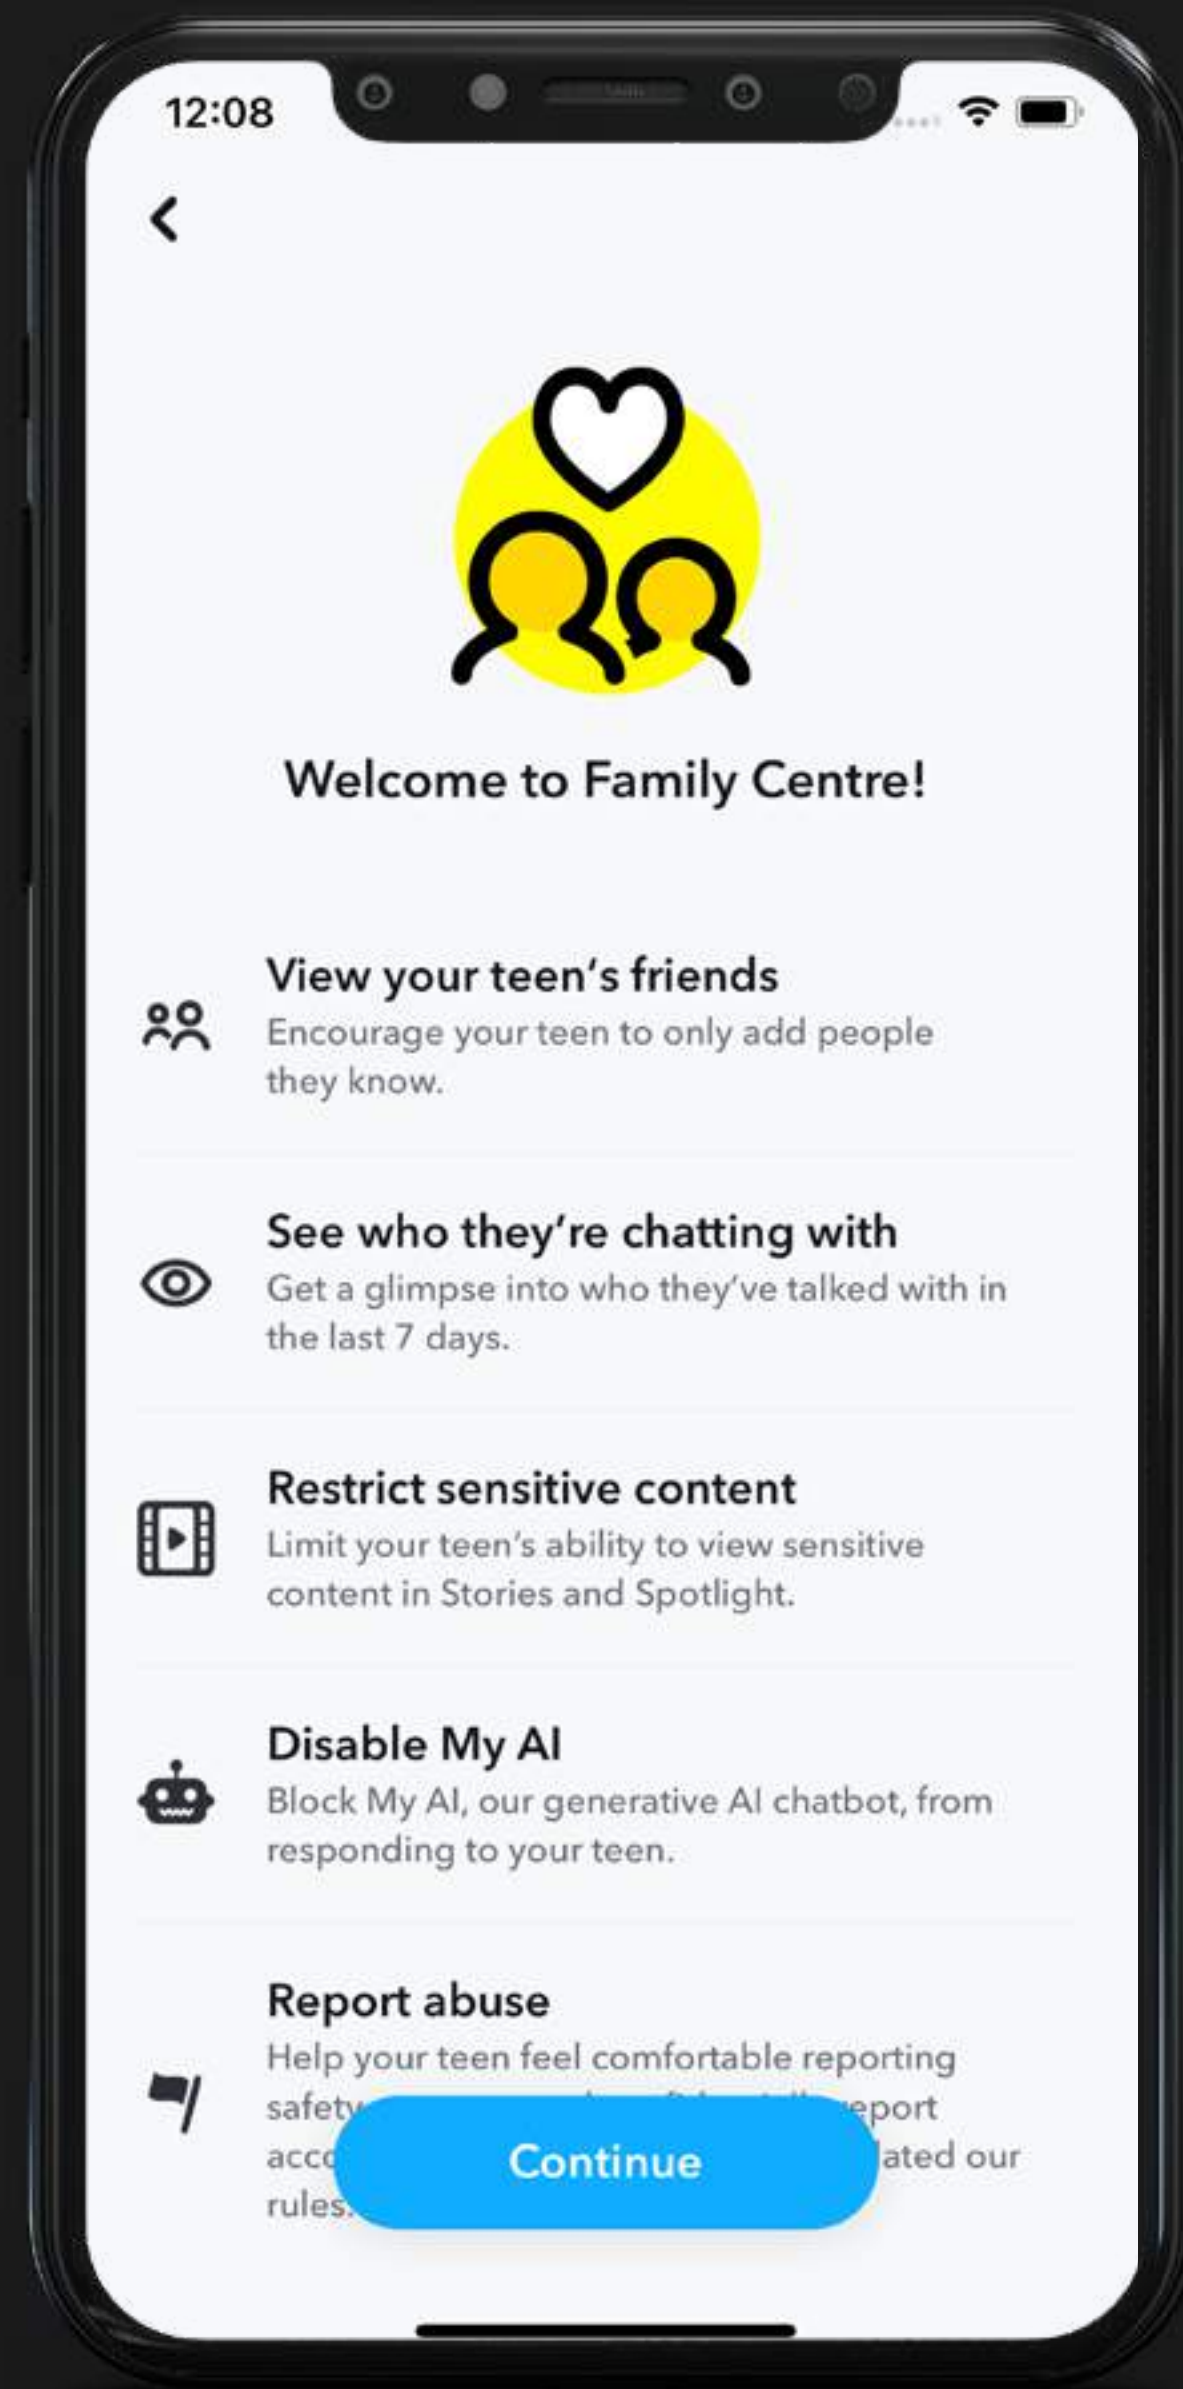 12:08
Welcome to Family Centre!
View your teen's friends
Encourage your teen to only add people
they know.
See who they're chatting with
Get a glimpse into who they've talked with in
the last 7 days.
Restrict sensitive content
Limit your teen's ability to view sensitive
content in Stories and Spotlight.
Disable My AI
Block My AI, our generative AI chatbot, from
responding to your teen.
Report abuse
Help your teen feel comfortable reporting
safety
our
rules.
Continue